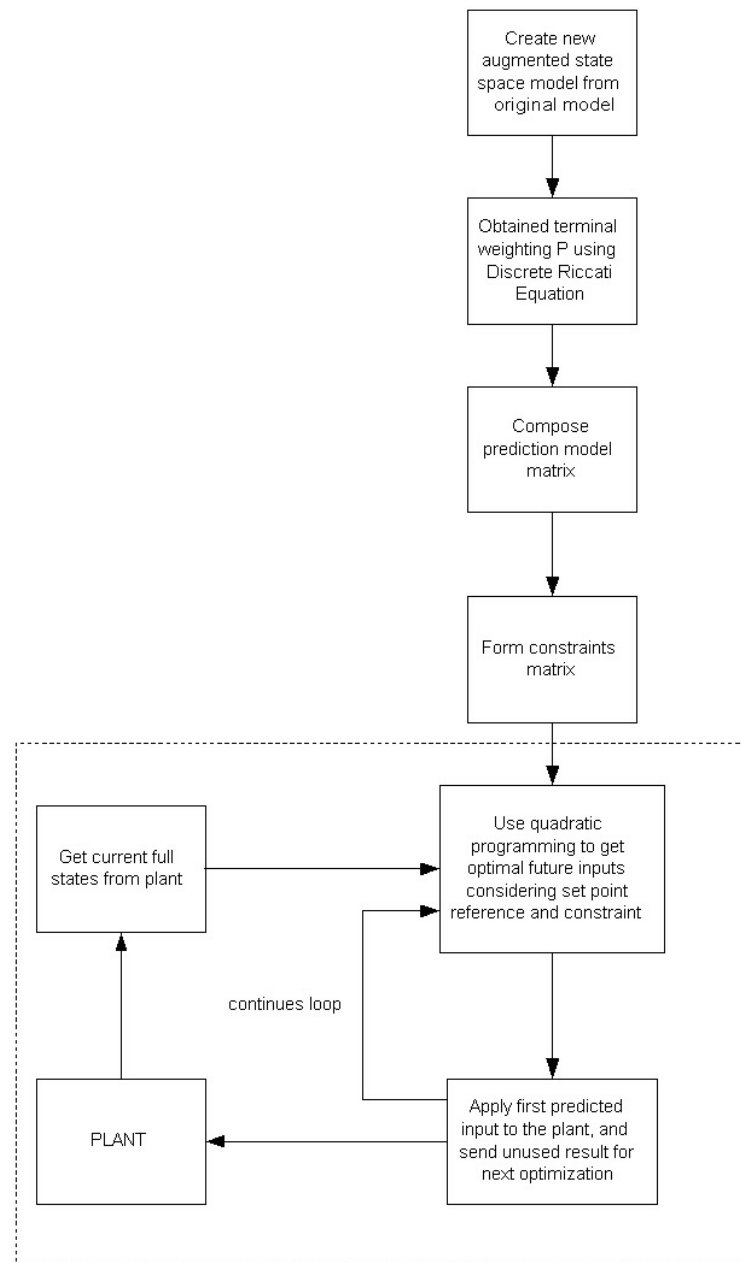 Create new
augmented state
space model from
original model
Obtained terminal
weighting P using
Discrete Riccati
Equation
Compose
prediction model
matrix
Form constraints
matrix
Use quadratic
programming to get
optimal future inputs
considering set point
reference and constraint
Get current full
states from plant
continues loop
Apply first predicted
input to the plant, and
send unused result for
next optimization
PLANT